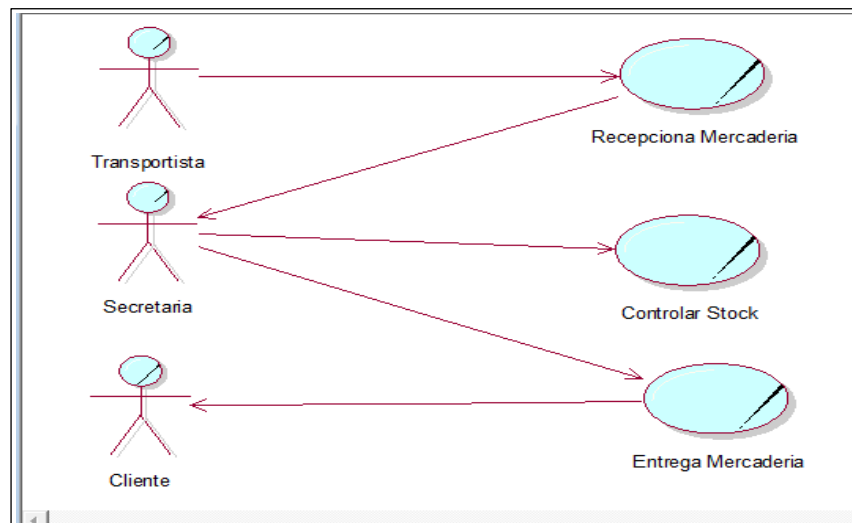 Transportista
Recepciona Mercaderia
Secretaria
Controlar Stock
Cliente
Entrega Mercaderia